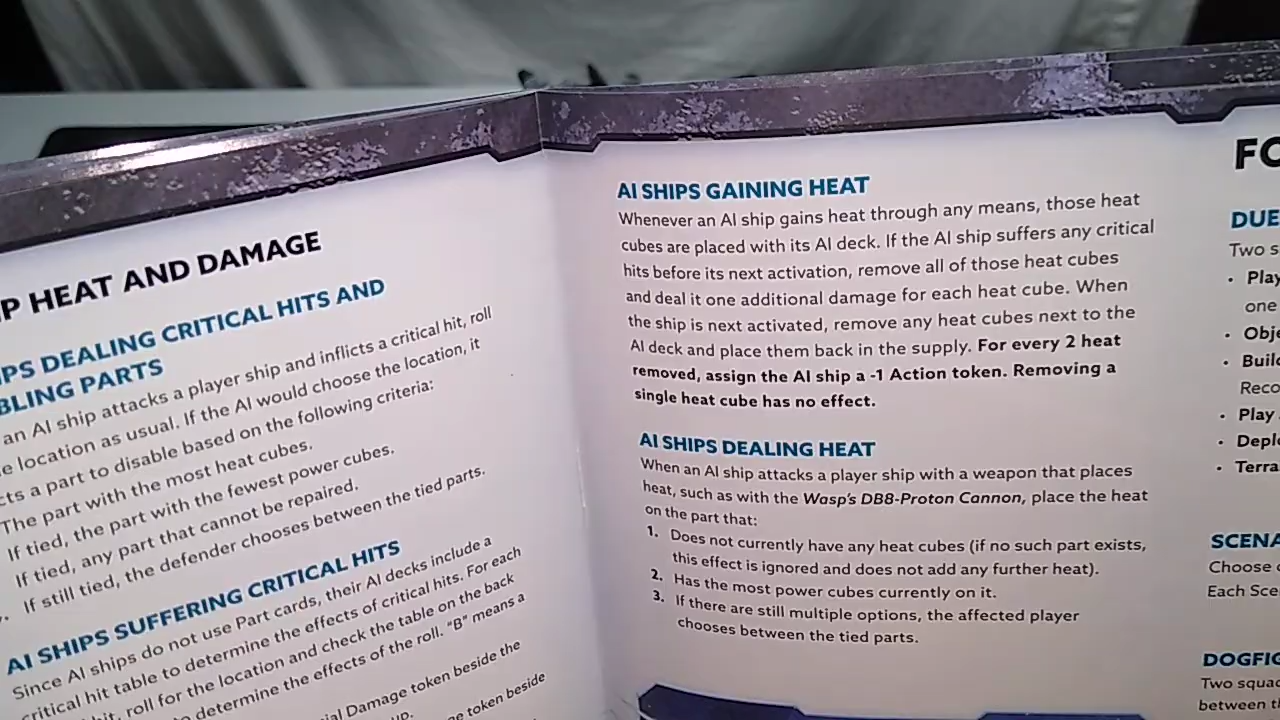 P HEAT AND DAMAGE
PS DEALING CRITICAL HITS AND
BLING PARTS
an AI ship attacks a player ship and inflicts a critical hit, roll
e location as usual. If the AI would choose the location, it
cts a part to disable based on the following criteria:
The part with the most heat cubes.
If tied, the part with the fewest power cubes.
If tied, any part that cannot be repaired.
If still tied, the defender chooses between the tied parts.
AI SHIPS SUFFERING CRITICAL HITS
Since AI ships do not use Part cards, their AI decks include a
critical hit table to determine the effects of critical hits. For each
hit, roll for the location and check the table on the back
determine the effects of the roll. "B" means a
ial Damage token beside the
up.
ge token beside
AI SHIPS GAINING HEAT
Whenever an AI ship gains heat through any means, those heat
cubes are placed with its AI deck. If the AI ship suffers any critical
hits before its next activation, remove all of those heat cubes
and deal it one additional damage for each heat cube. When
the ship is next activated, remove any heat cubes next to the
AI deck and place them back in the supply. For every 2 heat
removed, assign the AI ship a -1 Action token. Removing a
single heat cube has no effect.
AI SHIPS DEALING HEAT
When an AI ship attacks a player ship with a weapon that places
heat, such as with the Wasp's DB8-Proton Cannon, place the heat
on the part that:
1. Does not currently have any heat cubes (if no such part exists,
this effect is ignored and does not add any further heat).
2. Has the most power cubes currently on it.
3. If there are still multiple options, the affected player
chooses between the tied parts.
FO
DUE
Two s
• Play
one
• Obje
• Build
Reco
• Play
• Deplo
• Terra
SCENA
Choose
Each Sce
DOGFIG
Two squad
between t